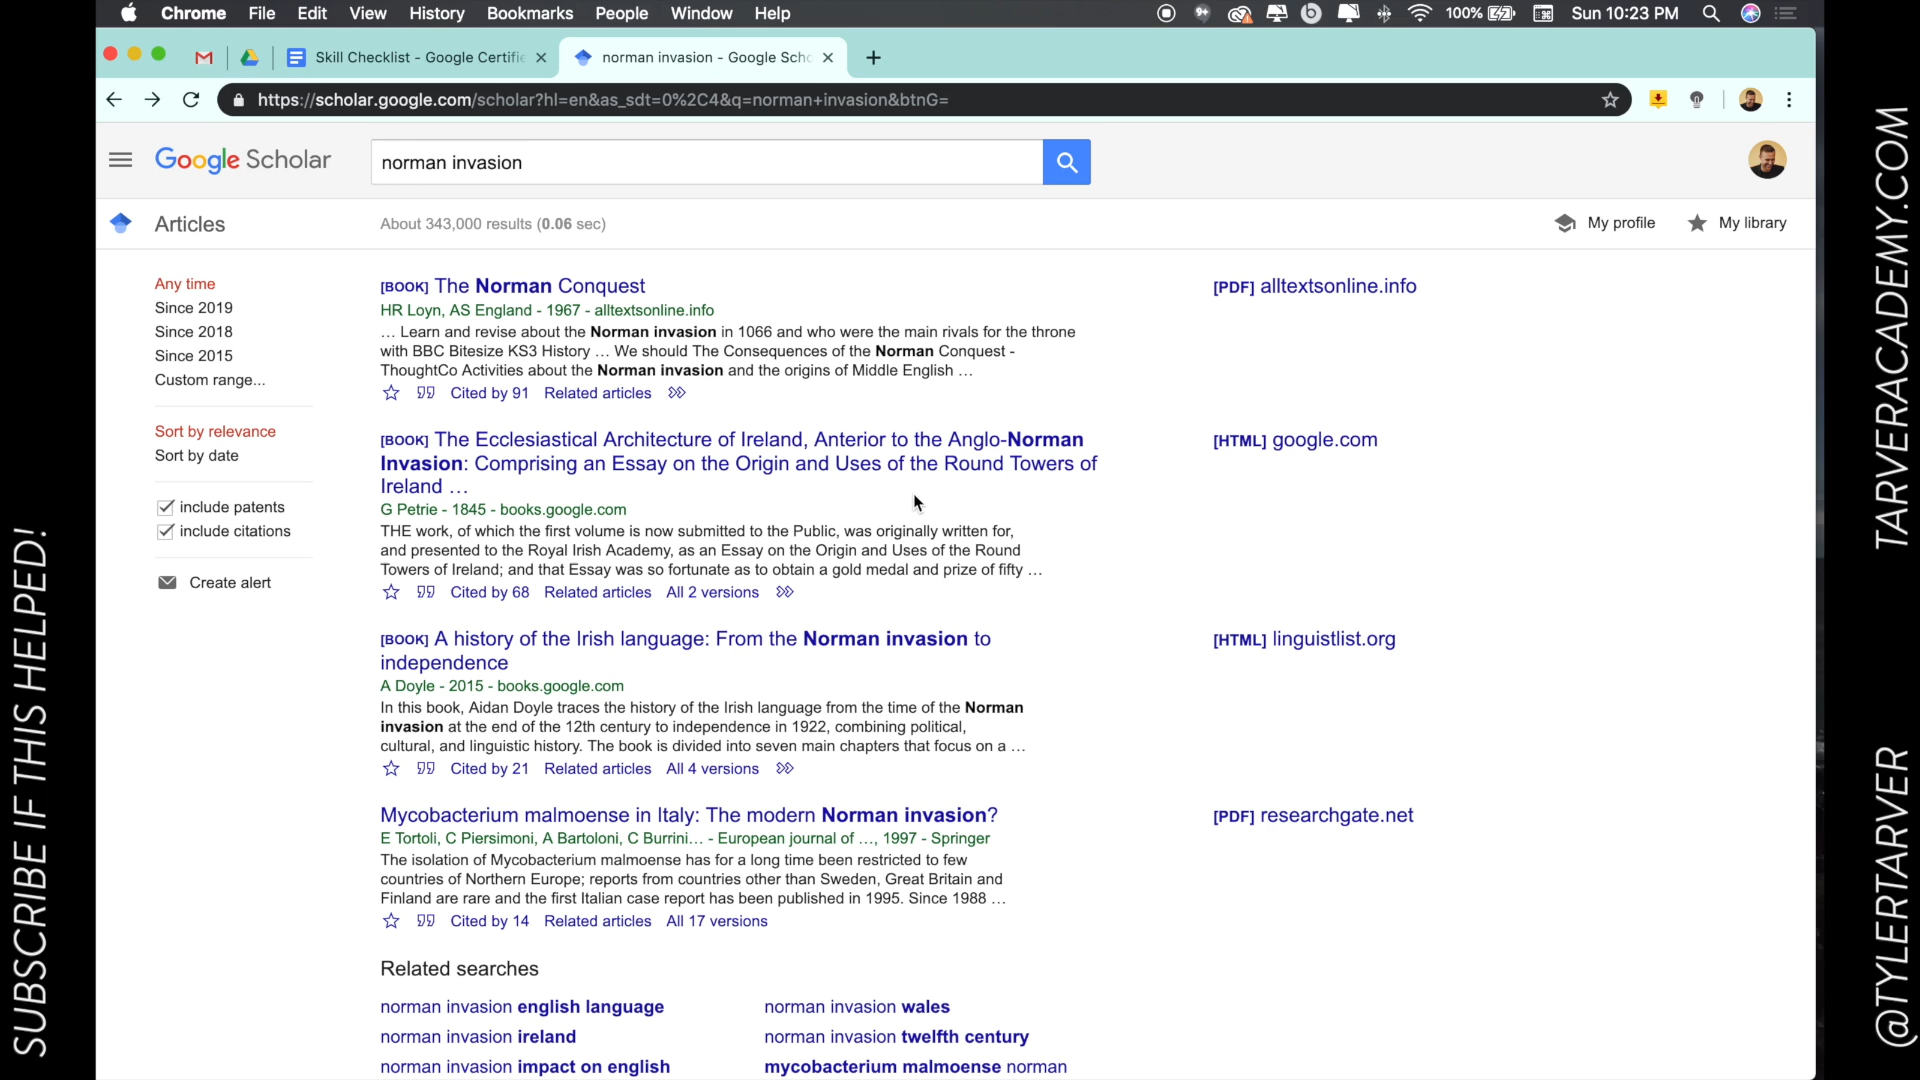 Chrome File Edit View History Bookmarks People Window Help 9+ 100% Sun 10:23 PM
Skill Checklist - Google Certifie norman invasion - Google Scho
https://scholar.google.com/scholar?hl=en&as_sdt=0%2C4&q=norman+invasion&btnG=
Google Scholar norman invasion
Articles About 343,000 results (0.06 sec) My profile My library
Any time
Since 2019
Since 2018
Since 2015
Custom range...
Sort by relevance
Sort by date
include patents
include citations
Create alert
[BOOK] The Norman Conquest
HR Loyn, AS England - 1967 - alltextsonline.info
… Learn and revise about the Norman invasion in 1066 and who were the main rivals for the throne
with BBC Bitesize KS3 History … We should The Consequences of the Norman Conquest -
ThoughtCo Activities about the Norman invasion and the origins of Middle English …
Cited by 91 Related articles
[PDF] alltextsonline.info
[BOOK] The Ecclesiastical Architecture of Ireland, Anterior to the Anglo-Norman
Invasion: Comprising an Essay on the Origin and Uses of the Round Towers of
Ireland …
G Petrie - 1845 - books.google.com
THE work, of which the first volume is now submitted to the Public, was originally written for,
and presented to the Royal Irish Academy, as an Essay on the Origin and Uses of the Round
Towers of Ireland; and that Essay was so fortunate as to obtain a gold medal and prize of fifty …
Cited by 68 Related articles All 2 versions
[HTML] google.com
[BOOK] A history of the Irish language: From the Norman invasion to
independence
A Doyle - 2015 - books.google.com
In this book, Aidan Doyle traces the history of the Irish language from the time of the Norman
invasion at the end of the 12th century to independence in 1922, combining political,
cultural, and linguistic history. The book is divided into seven main chapters that focus on a …
Cited by 21 Related articles All 4 versions
[HTML] linguistlist.org
Mycobacterium malmoense in Italy: The modern Norman invasion?
E Tortoli, C Piersimoni, A Bartoloni, C Burrini… - European journal of …, 1997 - Springer
The isolation of Mycobacterium malmoense has for a long time been restricted to few
countries of Northern Europe; reports from countries other than Sweden, Great Britain and
Finland are rare and the first Italian case report has been published in 1995. Since 1988 …
Cited by 14 Related articles All 17 versions
[PDF] researchgate.net
Related searches
norman invasion english language norman invasion wales
norman invasion ireland norman invasion twelfth century
norman invasion impact on english mycobacterium malmoense norman
SUBSCRIBE IF THIS HELPED!
TARVERACADEMY.COM
@TYLERTARVER